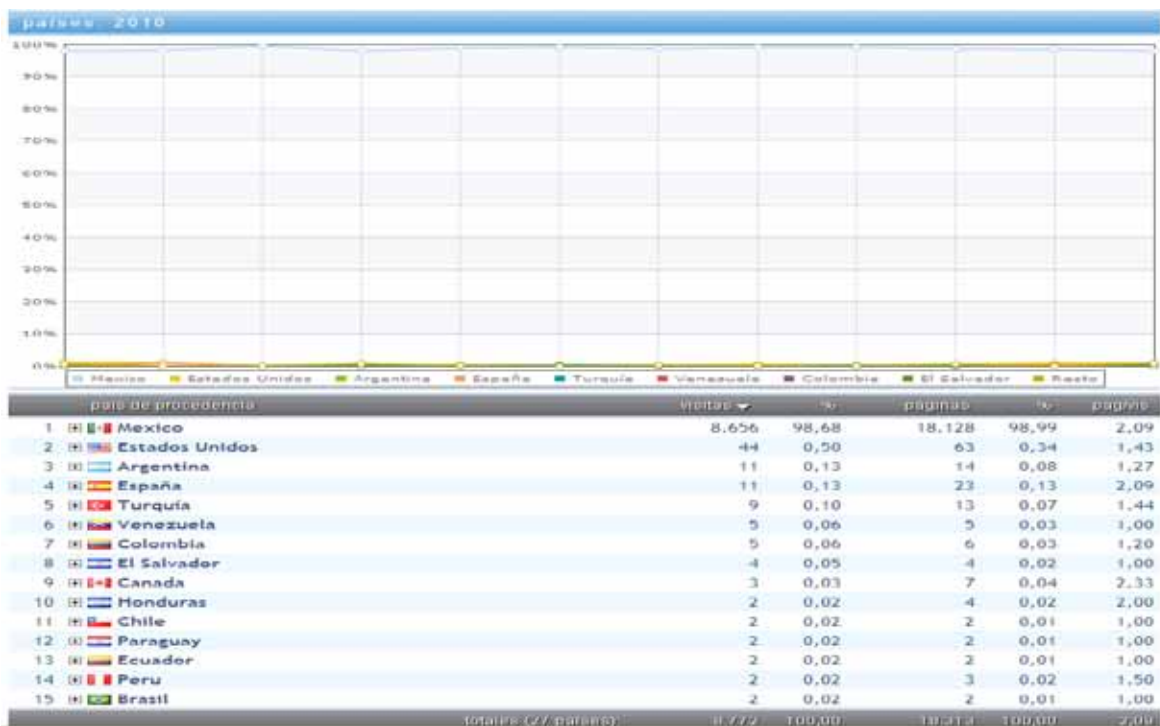 países. 2010
100%
90%
80%
70%
60%
50%
40%
30%
20%
10%
0%
Mexico Estados Unidos Argentina España Turquía Venezuela Colombia El Salvador Resto
país de procedencia visitas % páginas % pag/vis
1 Mexico 8.656 98,68 18.128 98,99 2,09
2 Estados Unidos 44 0,50 63 0,34 1,43
3 Argentina 11 0,13 14 0,08 1,27
4 España 11 0,13 23 0,13 2,09
5 Turquía 9 0,10 13 0,07 1,44
6 Venezuela 5 0,06 5 0,03 1,00
7 Colombia 5 0,06 6 0,03 1,20
8 El Salvador 4 0,05 4 0,02 1,00
9 Canada 3 0,03 7 0,04 2,33
10 Honduras 2 0,02 4 0,02 2,00
11 Chile 2 0,02 2 0,01 1,00
12 Paraguay 2 0,02 2 0,01 1,00
13 Ecuador 2 0,02 2 0,01 1,00
14 Peru 2 0,02 3 0,02 1,50
15 Brasil 2 0,02 2 0,01 1,00
totales (27 países): 8.772 100,00 18.313 100,00 2,09